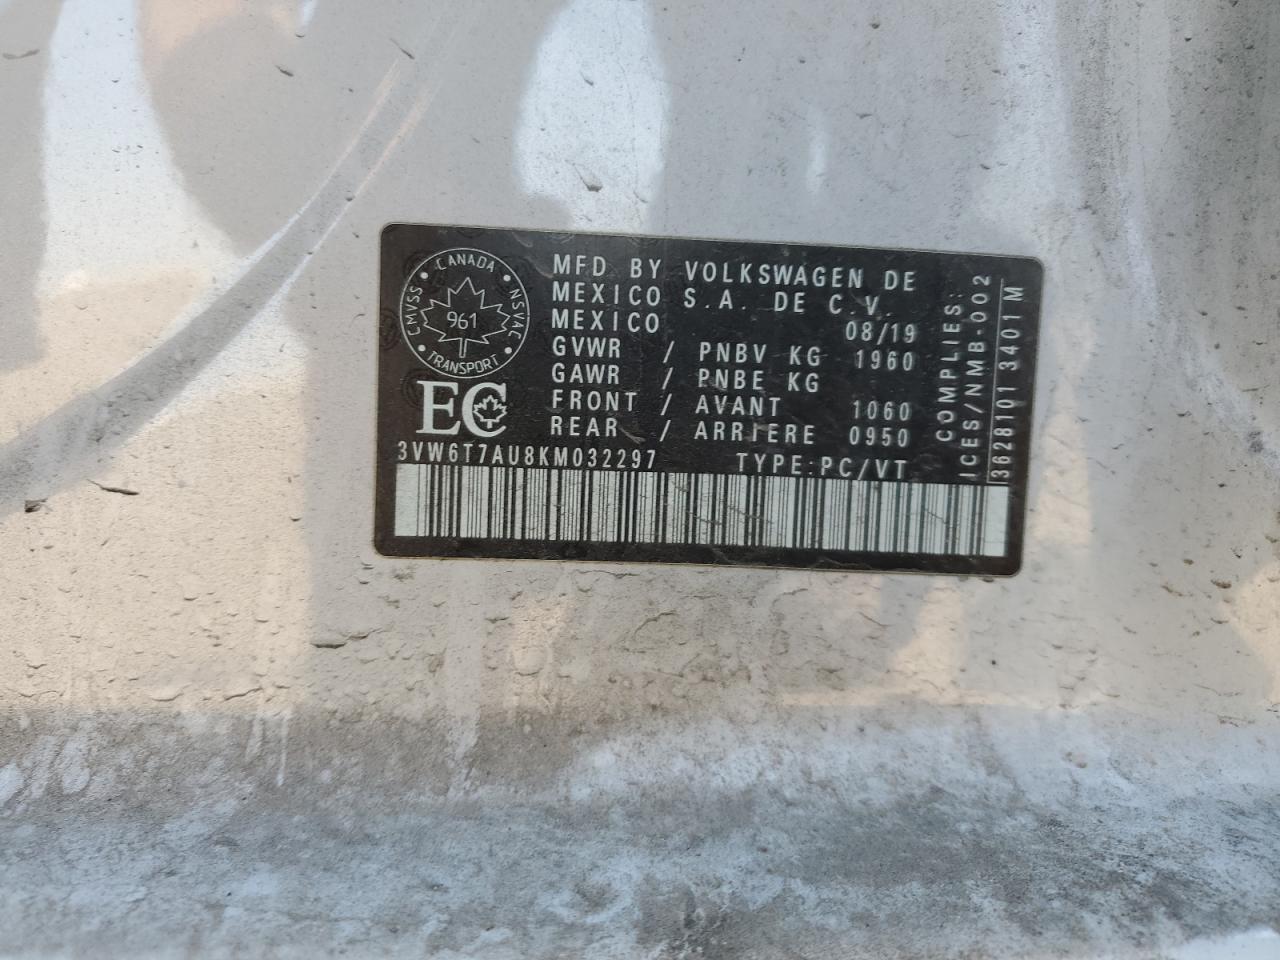 CANADA
CMVSS
NSVAC
961
TRANSPORT
EC
MFD BY VOLKSWAGEN DE
MEXICO S.A. DE C.V.
MEXICO 08/19
GVWR / PNBV KG 1960
GAWR / PNBE KG
FRONT / AVANT 1060
REAR / ARRIERE 0950
3VW6T7AU8KM032297 TYPE:PC/VT
COMPLIES:
ICES/NMB-002
3628101 3401M